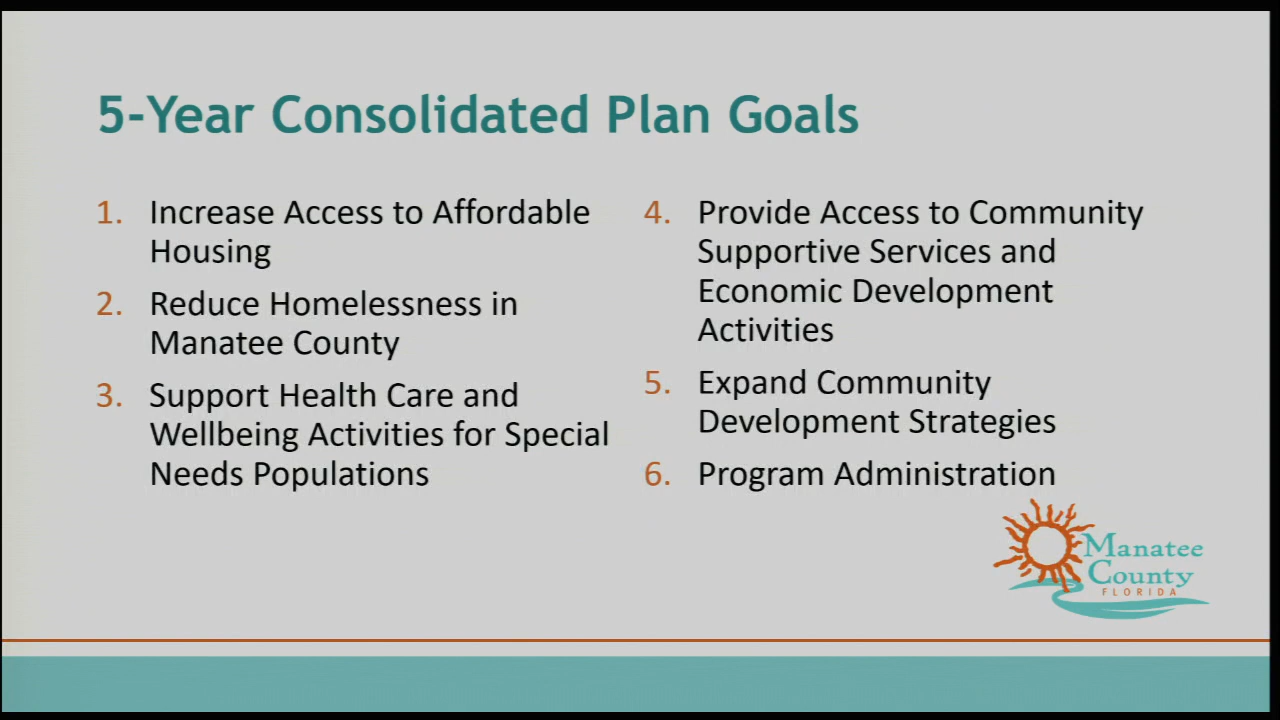 5-Year Consolidated Plan Goals
1. Increase Access to Affordable
Housing
2. Reduce Homelessness in
Manatee County
3. Support Health Care and
Wellbeing Activities for Special
Needs Populations
4. Provide Access to Community
Supportive Services and
Economic Development
Activities
5. Expand Community
Development Strategies
6. Program Administration
Manatee
County
FLORIDA